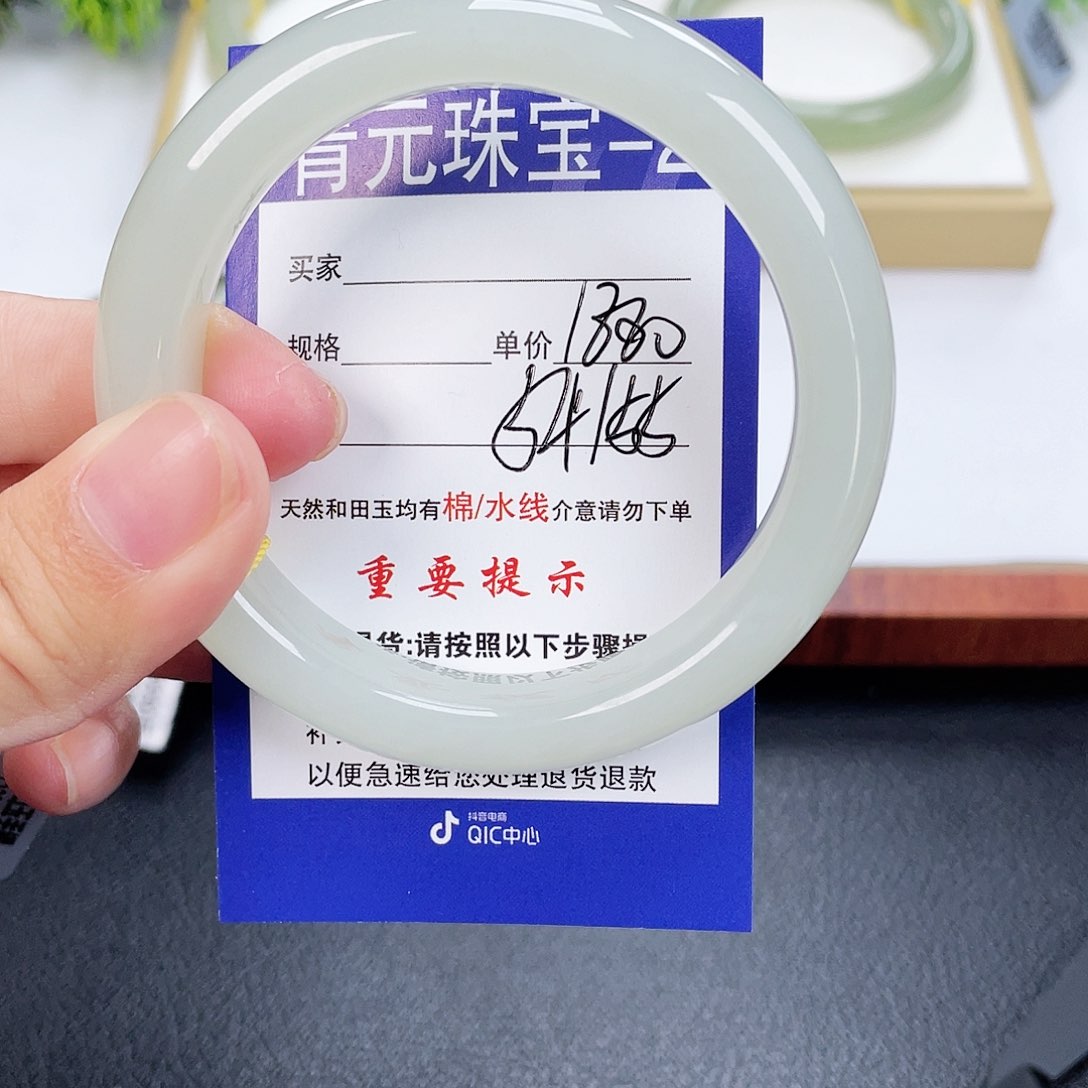 元珠宝-
买家
规格 单价 1380
天然和田玉均有棉/水线介意请勿下单
重要提示
货:请按照以下步骤
以便急速给您处理退货退款
抖音电商
QIC中心